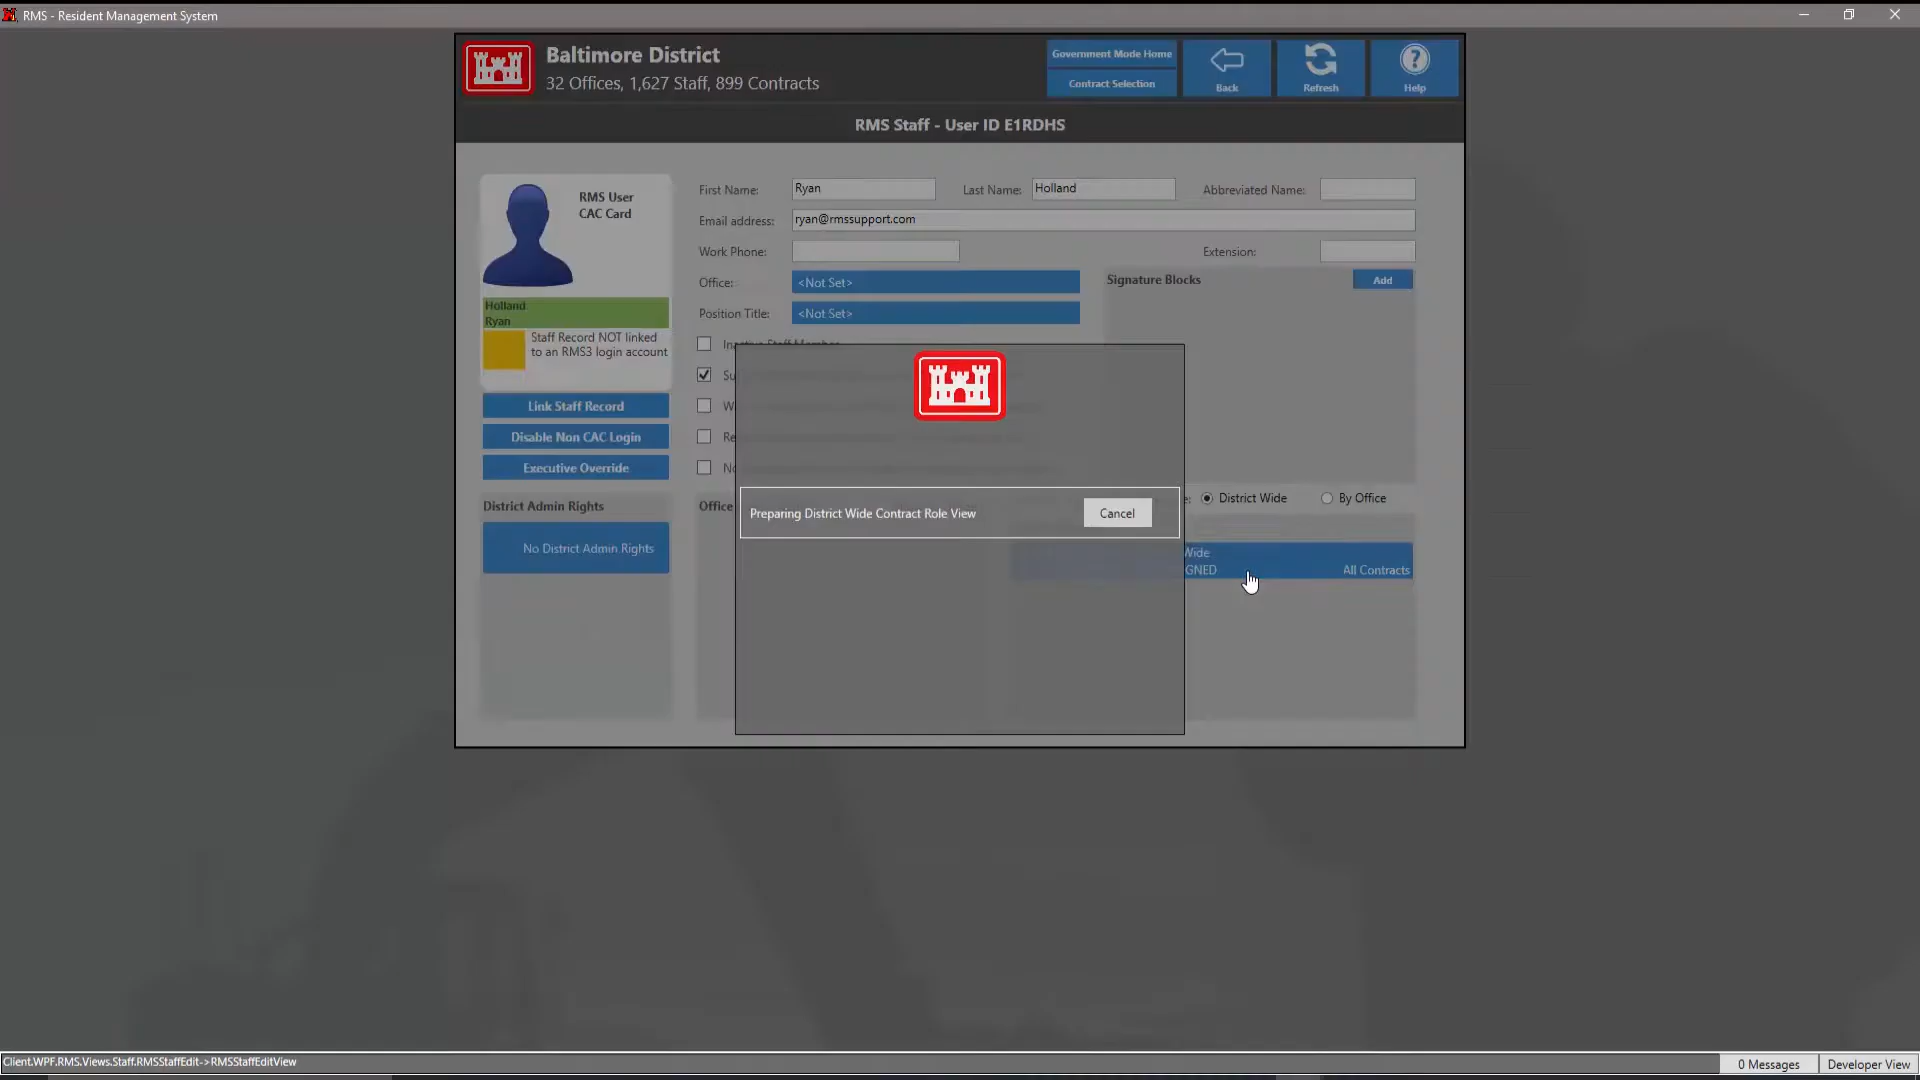 RMS - Resident Management System
Baltimore District
32 Offices, 1,627 Staff, 899 Contracts
Government Mode Home
Contract Selection
Back
Refresh
Help
RMS Staff - User ID E1RDHS
RMS User
CAC Card
Holland
Ryan
Staff Record NOT linked
to an RMS3 login account
Link Staff Record
Disable Non CAC Login
Executive Override
District Admin Rights
No District Admin Rights
First Name:
Ryan
Last Name:
Holland
Abbreviated Name:
Email address:
ryan@rmssupport.com
Work Phone:
Extension:
Office:
<Not Set>
Position Title:
<Not Set>
Signature Blocks
Add
Su
W
Re
No
Office
Preparing District Wide Contract Role View
Cancel
e:
District Wide
By Office
Wide
GNED
All Contracts
Client.WPF.RMS.Views.Staff.RMSStaffEdit->RMSStaffEditView
0 Messages
Developer View